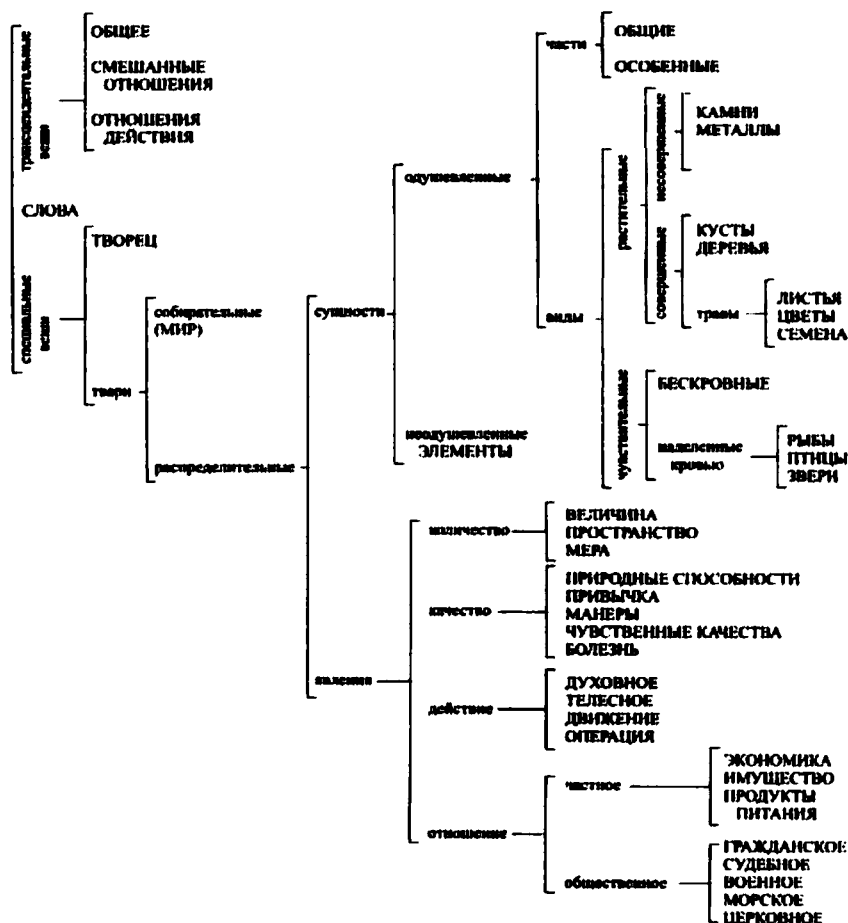 трансцендентальные
вещи
ОБЩЕЕ
СМЕШАННЫЕ
ОТНОШЕНИЯ
ОТНОШЕНИЯ
ДЕЙСТВИЯ
СЛОВА
специальные
вещи
ТВОРЕЦ
твари
собирательные
(МИР)
распределительные
сущности
одушевленные
части
ОБЩИЕ
ОСОБЕННЫЕ
виды
растительные
несовершенные
КАМНИ
МЕТАЛЛЫ
совершенные
КУСТЫ
ДЕРЕВЬЯ
травы
ЛИСТЬЯ
ЦВЕТЫ
СЕМЕНА
чувствительные
БЕСКРОВНЫЕ
наделенные
кровью
РЫБЫ
ПТИЦЫ
ЗВЕРИ
неодушевленные
ЭЛЕМЕНТЫ
явления
количество
ВЕЛИЧИНА
ПРОСТРАНСТВО
МЕРА
качество
ПРИРОДНЫЕ СПОСОБНОСТИ
ПРИВЫЧКА
МАНЕРЫ
ЧУВСТВЕННЫЕ КАЧЕСТВА
БОЛЕЗНЬ
действие
ДУХОВНОЕ
ТЕЛЕСНОЕ
ДВИЖЕНИЕ
ОПЕРАЦИЯ
отношение
частное
ЭКОНОМИКА
ИМУЩЕСТВО
ПРОДУКТЫ
ПИТАНИЯ
общественное
ГРАЖДАНСКОЕ
СУДЕБНОЕ
ВОЕННОЕ
МОРСКОЕ
ЦЕРКОВНОЕ